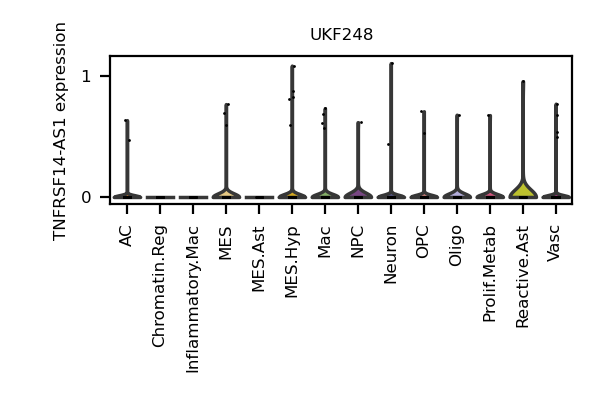 UKF248
TNFRSF14-AS1 expression
1
0
AC
Chromatin.Reg
Inflammatory.Mac
MES
MES.Ast
MES.Hyp
Mac
NPC
Neuron
OPC
Oligo
Prolif.Metab
Reactive.Ast
Vasc